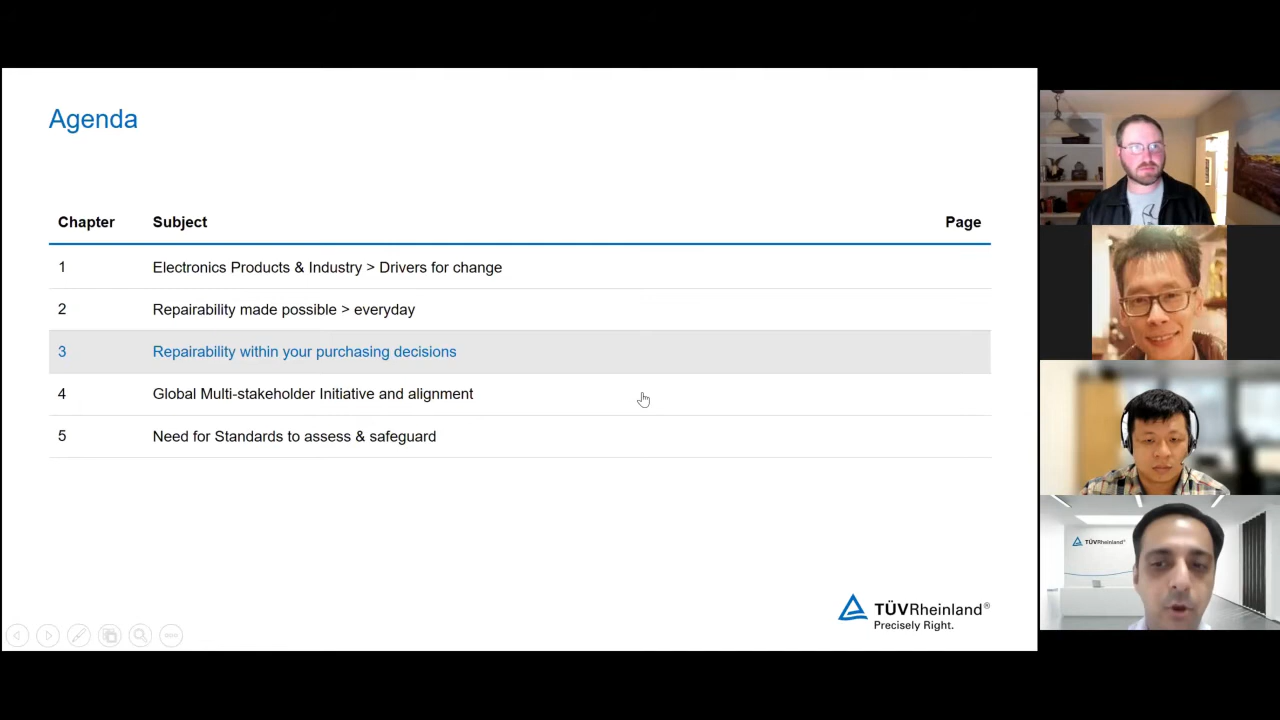 Agenda
Chapter Subject Page
1 Electronics Products & Industry > Drivers for change
2 Repairability made possible > everyday
3 Repairability within your purchasing decisions
4 Global Multi-stakeholder Initiative and alignment
5 Need for Standards to assess & safeguard
TÜVRheinland®
Precisely Right.
TÜVRheinland®